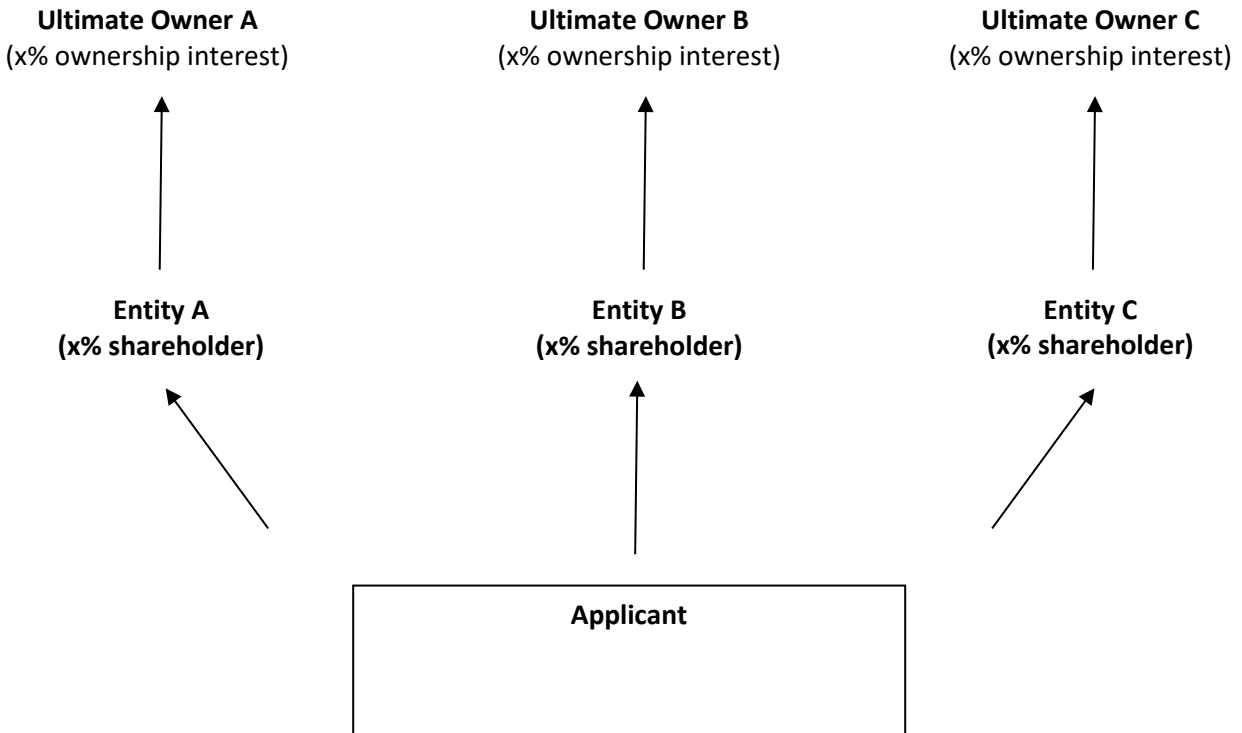 Ultimate Owner A
(x% ownership interest)
Ultimate Owner B
(x% ownership interest)
Ultimate Owner C
(x% ownership interest)
Entity A
(x% shareholder)
Entity B
(x% shareholder)
Entity C
(x% shareholder)
Applicant